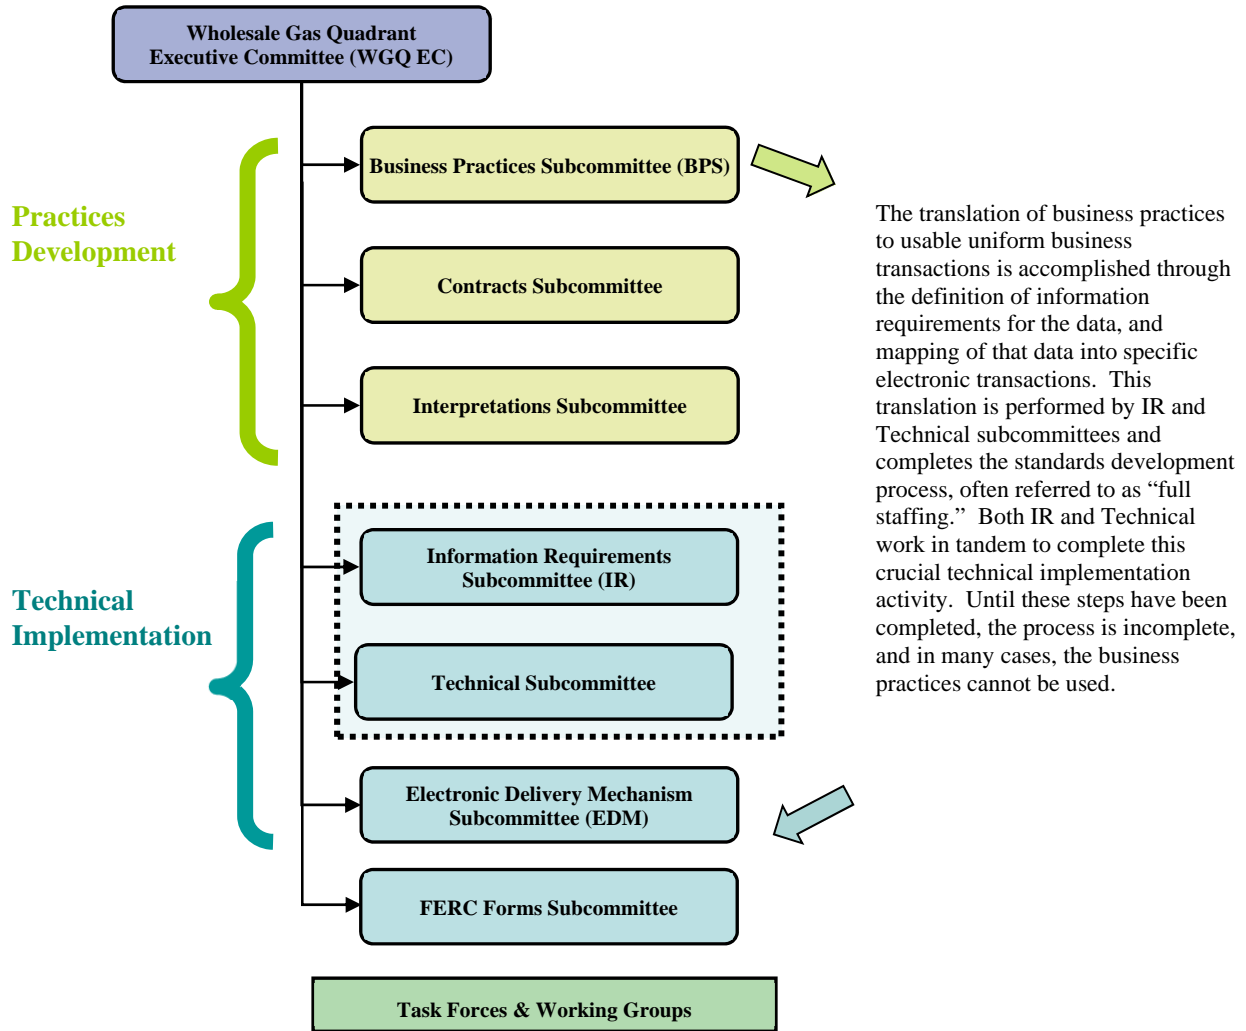 Wholesale Gas Quadrant
Executive Committee (WGQ EC)
Practices
Development
Business Practices Subcommittee (BPS)
Contracts Subcommittee
Interpretations Subcommittee
Technical
Implementation
Information Requirements
Subcommittee (IR)
Technical Subcommittee
Electronic Delivery Mechanism
Subcommittee (EDM)
FERC Forms Subcommittee
Task Forces & Working Groups
The translation of business practices
to usable uniform business
transactions is accomplished through
the definition of information
requirements for the data, and
mapping of that data into specific
electronic transactions.  This
translation is performed by IR and
Technical subcommittees and
completes the standards development
process, often referred to as “full
staffing.”  Both IR and Technical
work in tandem to complete this
crucial technical implementation
activity.  Until these steps have been
completed, the process is incomplete,
and in many cases, the business
practices cannot be used.